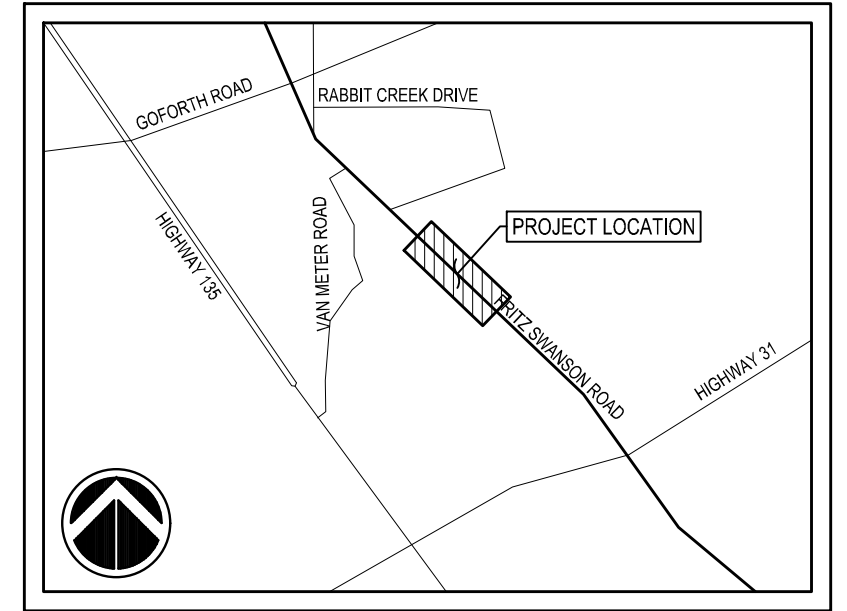 GOFORTH ROAD
RABBIT CREEK DRIVE
HIGHWAY 135
VAN METER ROAD
PROJECT LOCATION
FRITZ SWANSON ROAD
HIGHWAY 31